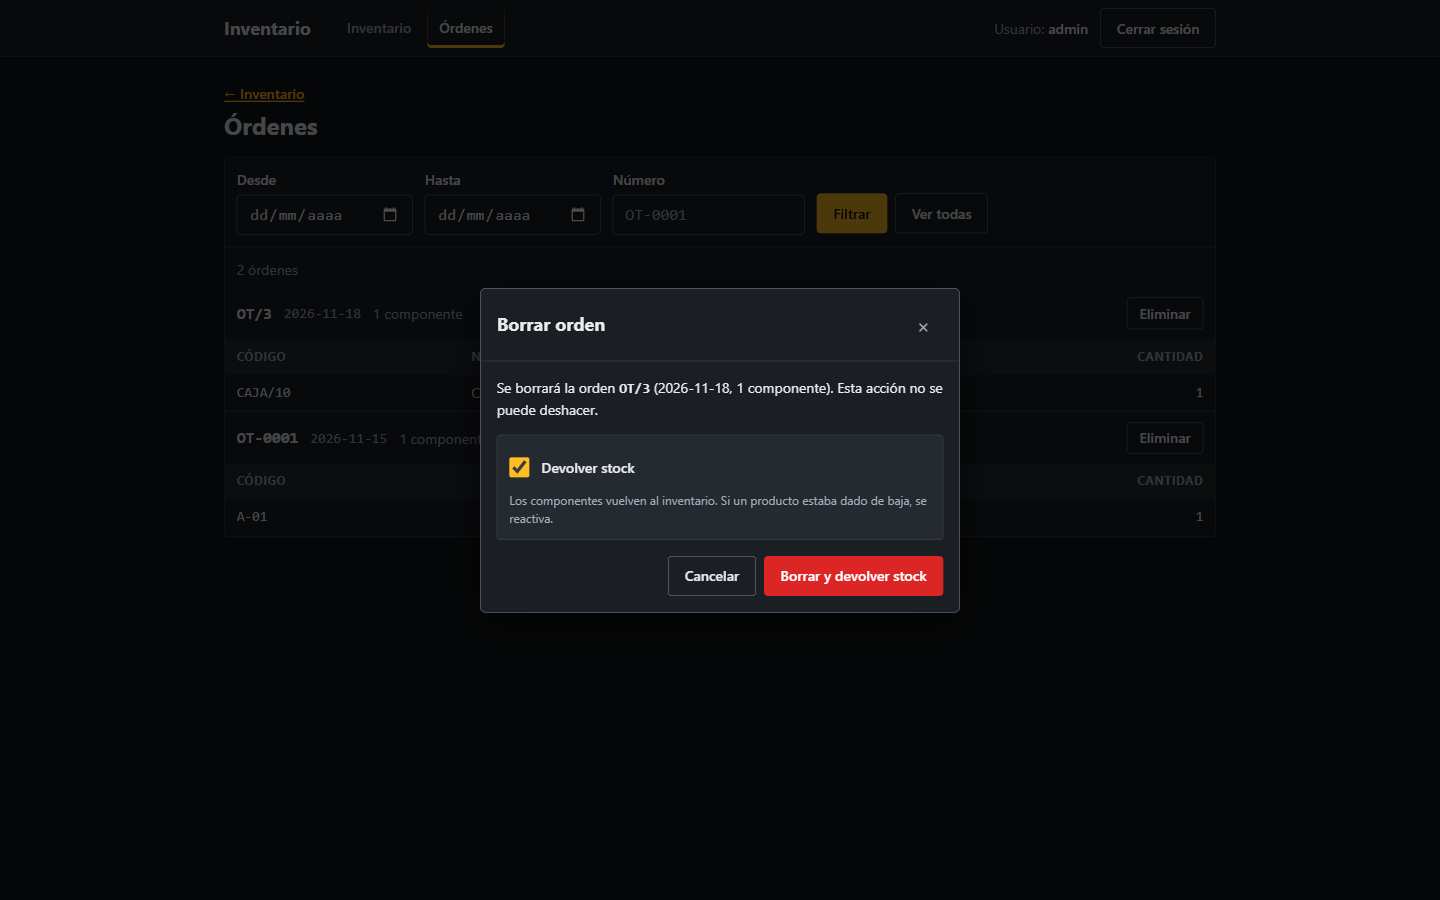 Inventario Inventario Órdenes Usuario: admin Cerrar sesión
← Inventario
Órdenes
Desde Hasta Número
dd/mm/aaaa dd/mm/aaaa OT-0001 Filtrar Ver todas
2 órdenes
OT/3 2026-11-18 1 componente Eliminar
CÓDIGO CANTIDAD
CAJA/10 1
OT-0001 2026-11-15 1 Eliminar
CÓDIGO CANTIDAD
A-01 1
Borrar orden ×
Se borrará la orden OT/3 (2026-11-18, 1 componente). Esta acción no se
puede deshacer.
Devolver stock
Los componentes vuelven al inventario. Si un producto estaba dado de baja, se
reactiva.
Cancelar Borrar y devolver stock